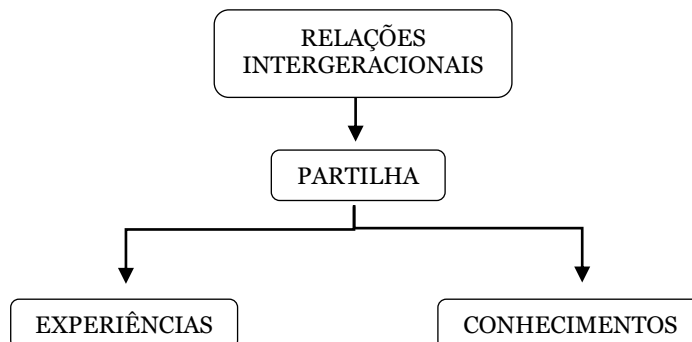 RELAÇÕES
INTERGERACIONAIS
PARTILHA
EXPERIÊNCIAS
CONHECIMENTOS